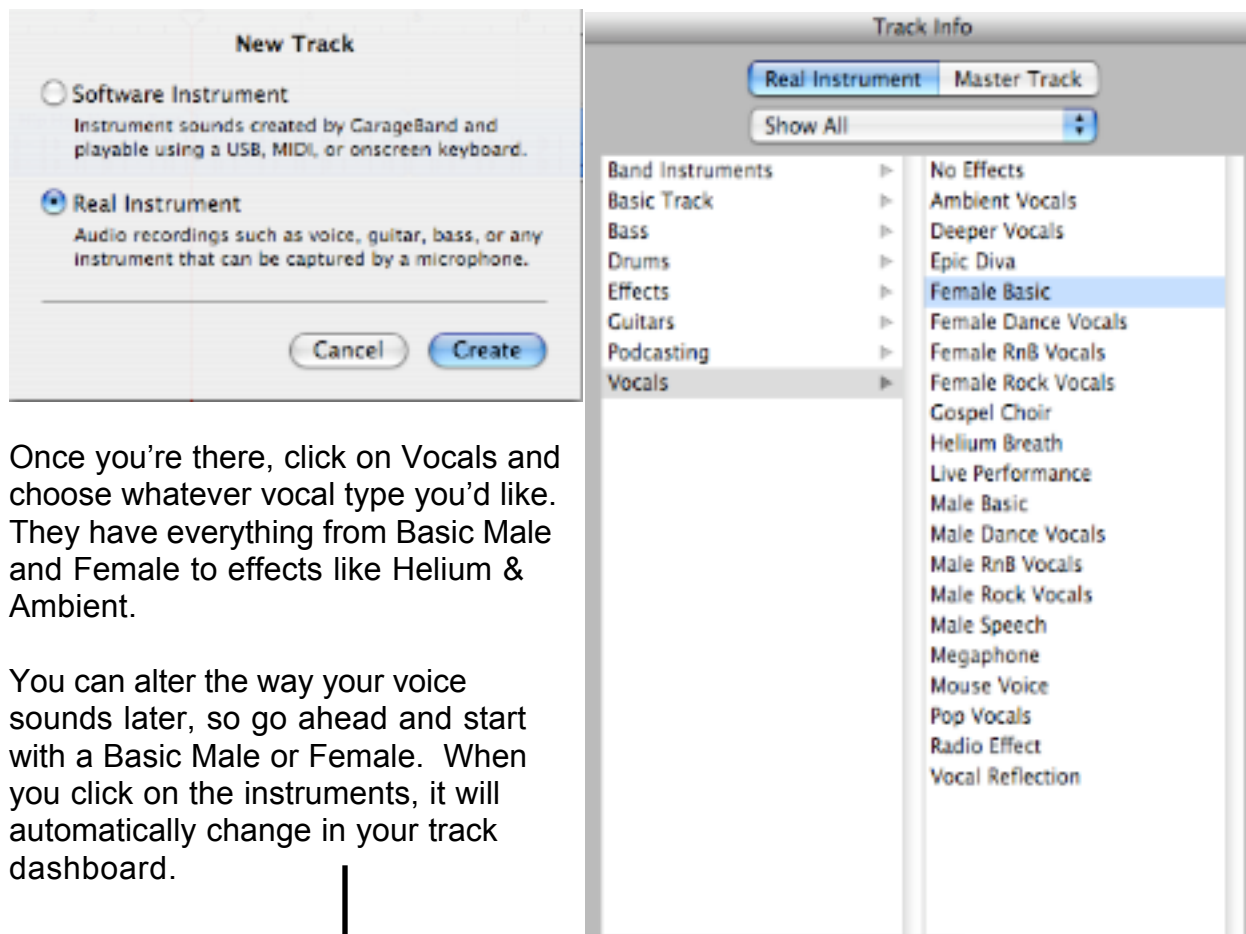 New Track
Software Instrument
Instrument sounds created by GarageBand and
playable using a USB, MIDI, or onscreen keyboard.
Real Instrument
Audio recordings such as voice, guitar, bass, or any
instrument that can be captured by a microphone.
Cancel
Create
Once you're there, click on Vocals and
choose whatever vocal type you'd like.
They have everything from Basic Male
and Female to effects like Helium &
Ambient.
You can alter the way your voice
sounds later, so go ahead and start
with a Basic Male or Female.  When
you click on the instruments, it will
automatically change in your track
dashboard.
Track Info
Real Instrument
Master Track
Show All
Band Instruments
Basic Track
Bass
Drums
Effects
Guitars
Podcasting
Vocals
No Effects
Ambient Vocals
Deeper Vocals
Epic Diva
Female Basic
Female Dance Vocals
Female RnB Vocals
Female Rock Vocals
Gospel Choir
Helium Breath
Live Performance
Male Basic
Male Dance Vocals
Male RnB Vocals
Male Rock Vocals
Male Speech
Megaphone
Mouse Voice
Pop Vocals
Radio Effect
Vocal Reflection